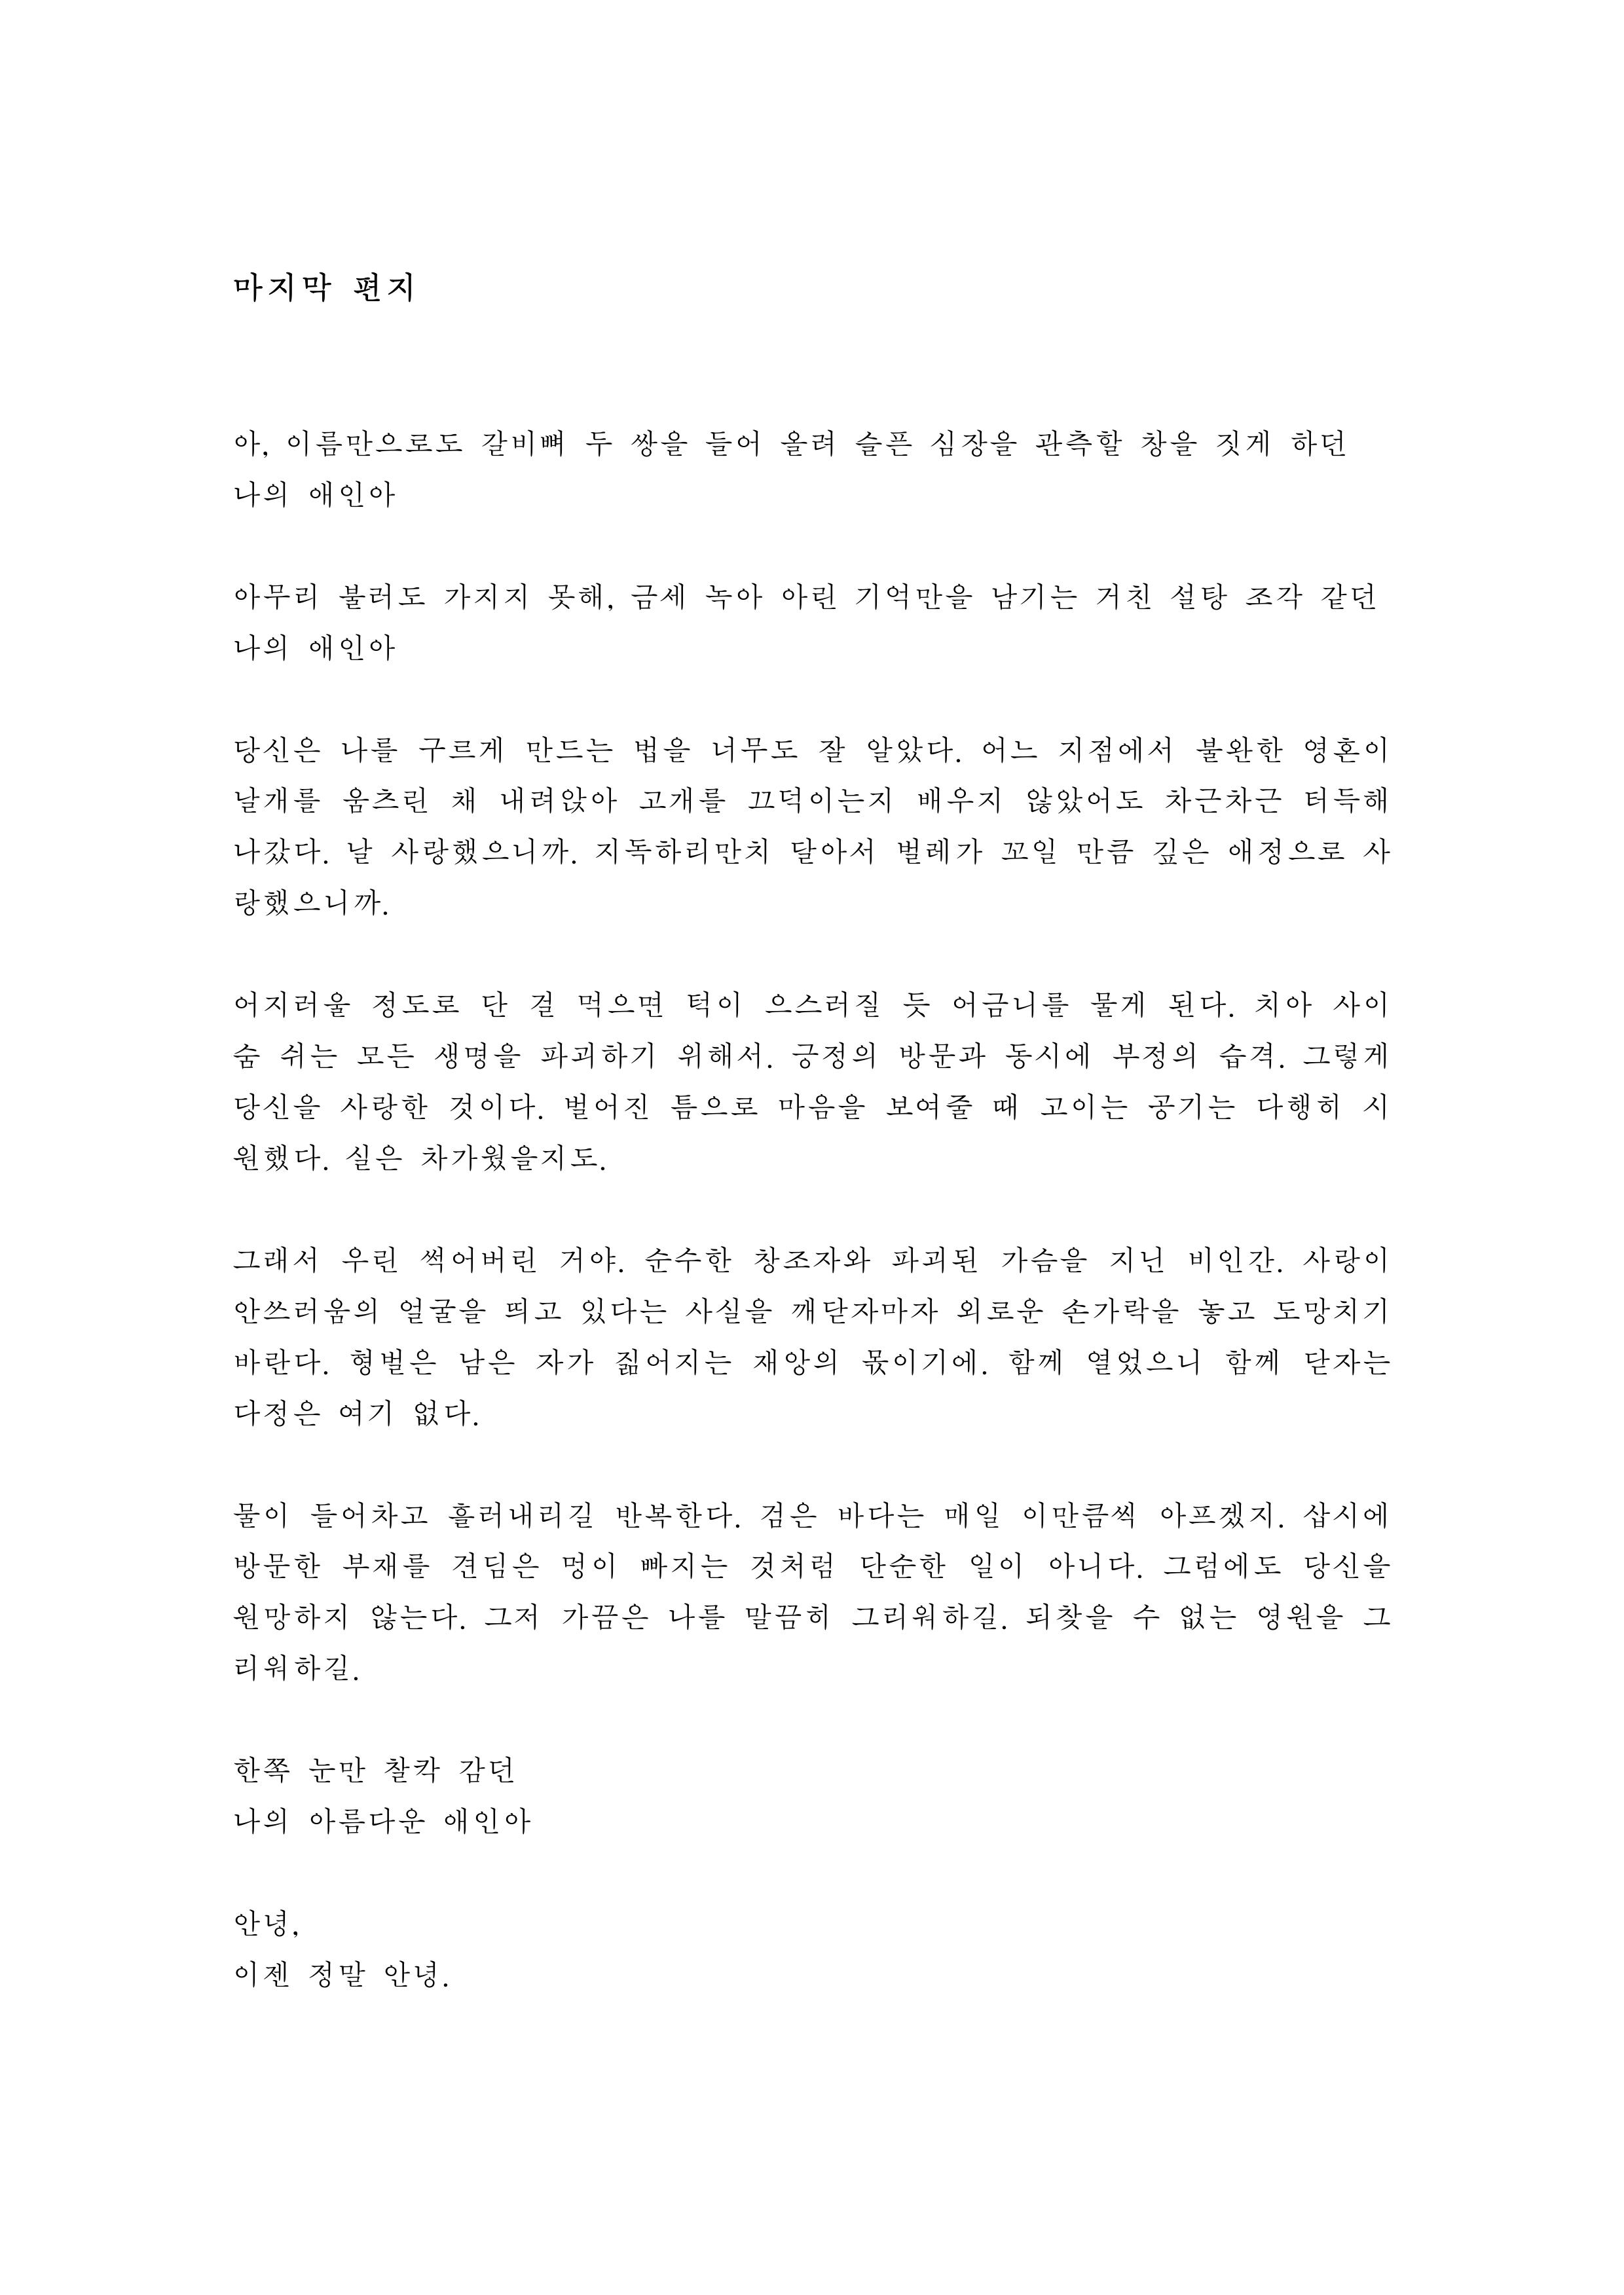 마지막 편지
아, 이름만으로도 갈비뼈 두 쌍을 들어 올려 슬픈 심장을 관측할 창을 짓게 하던
나의 애인아
아무리 불러도 가지지 못해, 금세 녹아 아린 기억만을 남기는 거친 설탕 조각 같던
나의 애인아
당신은 나를 구르게 만드는 법을 너무도 잘 알았다. 어느 지점에서 불완한 영혼이
날개를 움츠린 채 내려앉아 고개를 끄덕이는지 배우지 않았어도 차근차근 터득해
나갔다. 날 사랑했으니까. 지독하리만치 달아서 벌레가 꼬일 만큼 깊은 애정으로 사
랑했으니까.
어지러울 정도로 단 걸 먹으면 턱이 으스러질 듯 어금니를 물게 된다. 치아 사이
숨 쉬는 모든 생명을 파괴하기 위해서. 긍정의 방문과 동시에 부정의 습격. 그렇게
당신을 사랑한 것이다. 벌어진 틈으로 마음을 보여줄 때 고이는 공기는 다행히 시
원했다. 실은 차가웠을지도.
그래서 우린 썩어버린 거야. 순수한 창조자와 파괴된 가슴을 지닌 비인간. 사랑이
안쓰러움의 얼굴을 띄고 있다는 사실을 깨닫자마자 외로운 손가락을 놓고 도망치기
바란다. 형벌은 남은 자가 짊어지는 재앙의 몫이기에. 함께 열었으니 함께 닫자는
다정은 여기 없다.
물이 들어차고 흘러내리길 반복한다. 검은 바다는 매일 이만큼씩 아프겠지. 삽시에
방문한 부재를 견딤은 멍이 빠지는 것처럼 단순한 일이 아니다. 그럼에도 당신을
원망하지 않는다. 그저 가끔은 나를 말끔히 그리워하길. 되찾을 수 없는 영원을 그
리워하길.
한쪽 눈만 찰칵 감던
나의 아름다운 애인아
안녕,
이젠 정말 안녕.